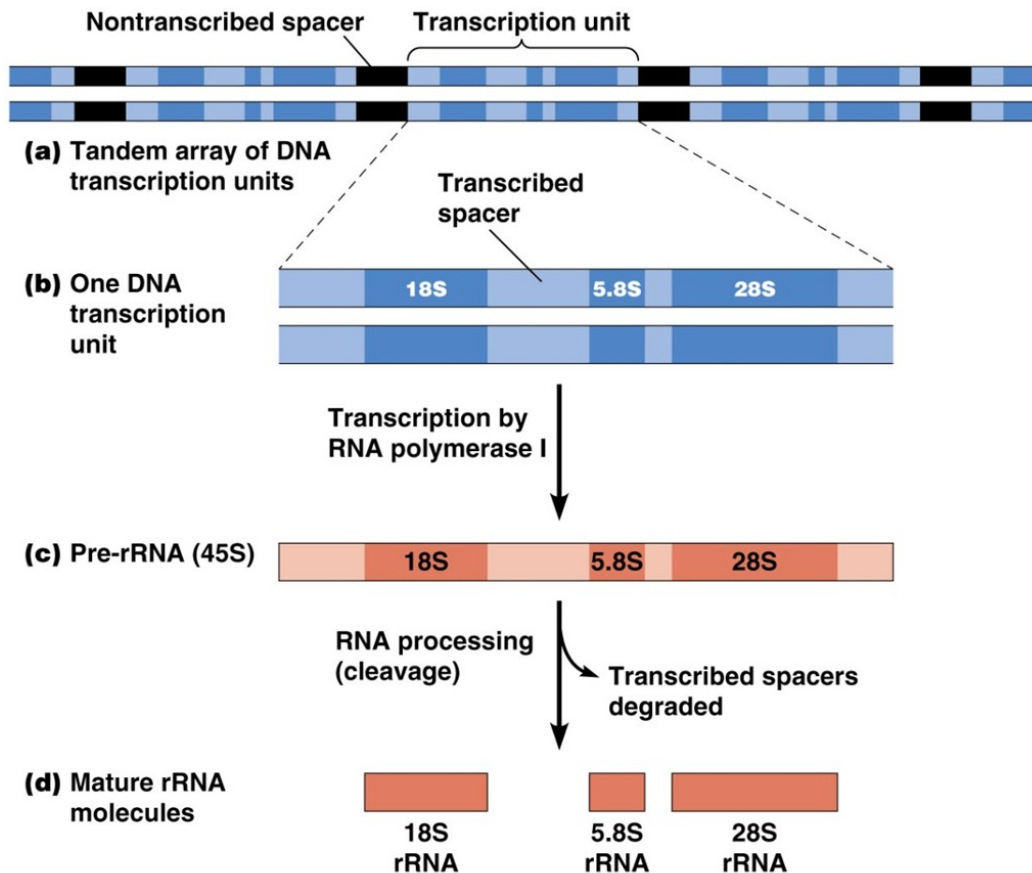 Nontranscribed spacer
Transcription unit
(a) Tandem array of DNA
transcription units
Transcribed
spacer
(b) One DNA
transcription
unit
18S
5.8S
28S
Transcription by
RNA polymerase I
(c) Pre-rRNA (45S)
18S
5.8S
28S
RNA processing
(cleavage)
Transcribed spacers
degraded
(d) Mature rRNA
molecules
18S
rRNA
5.8S
rRNA
28S
rRNA